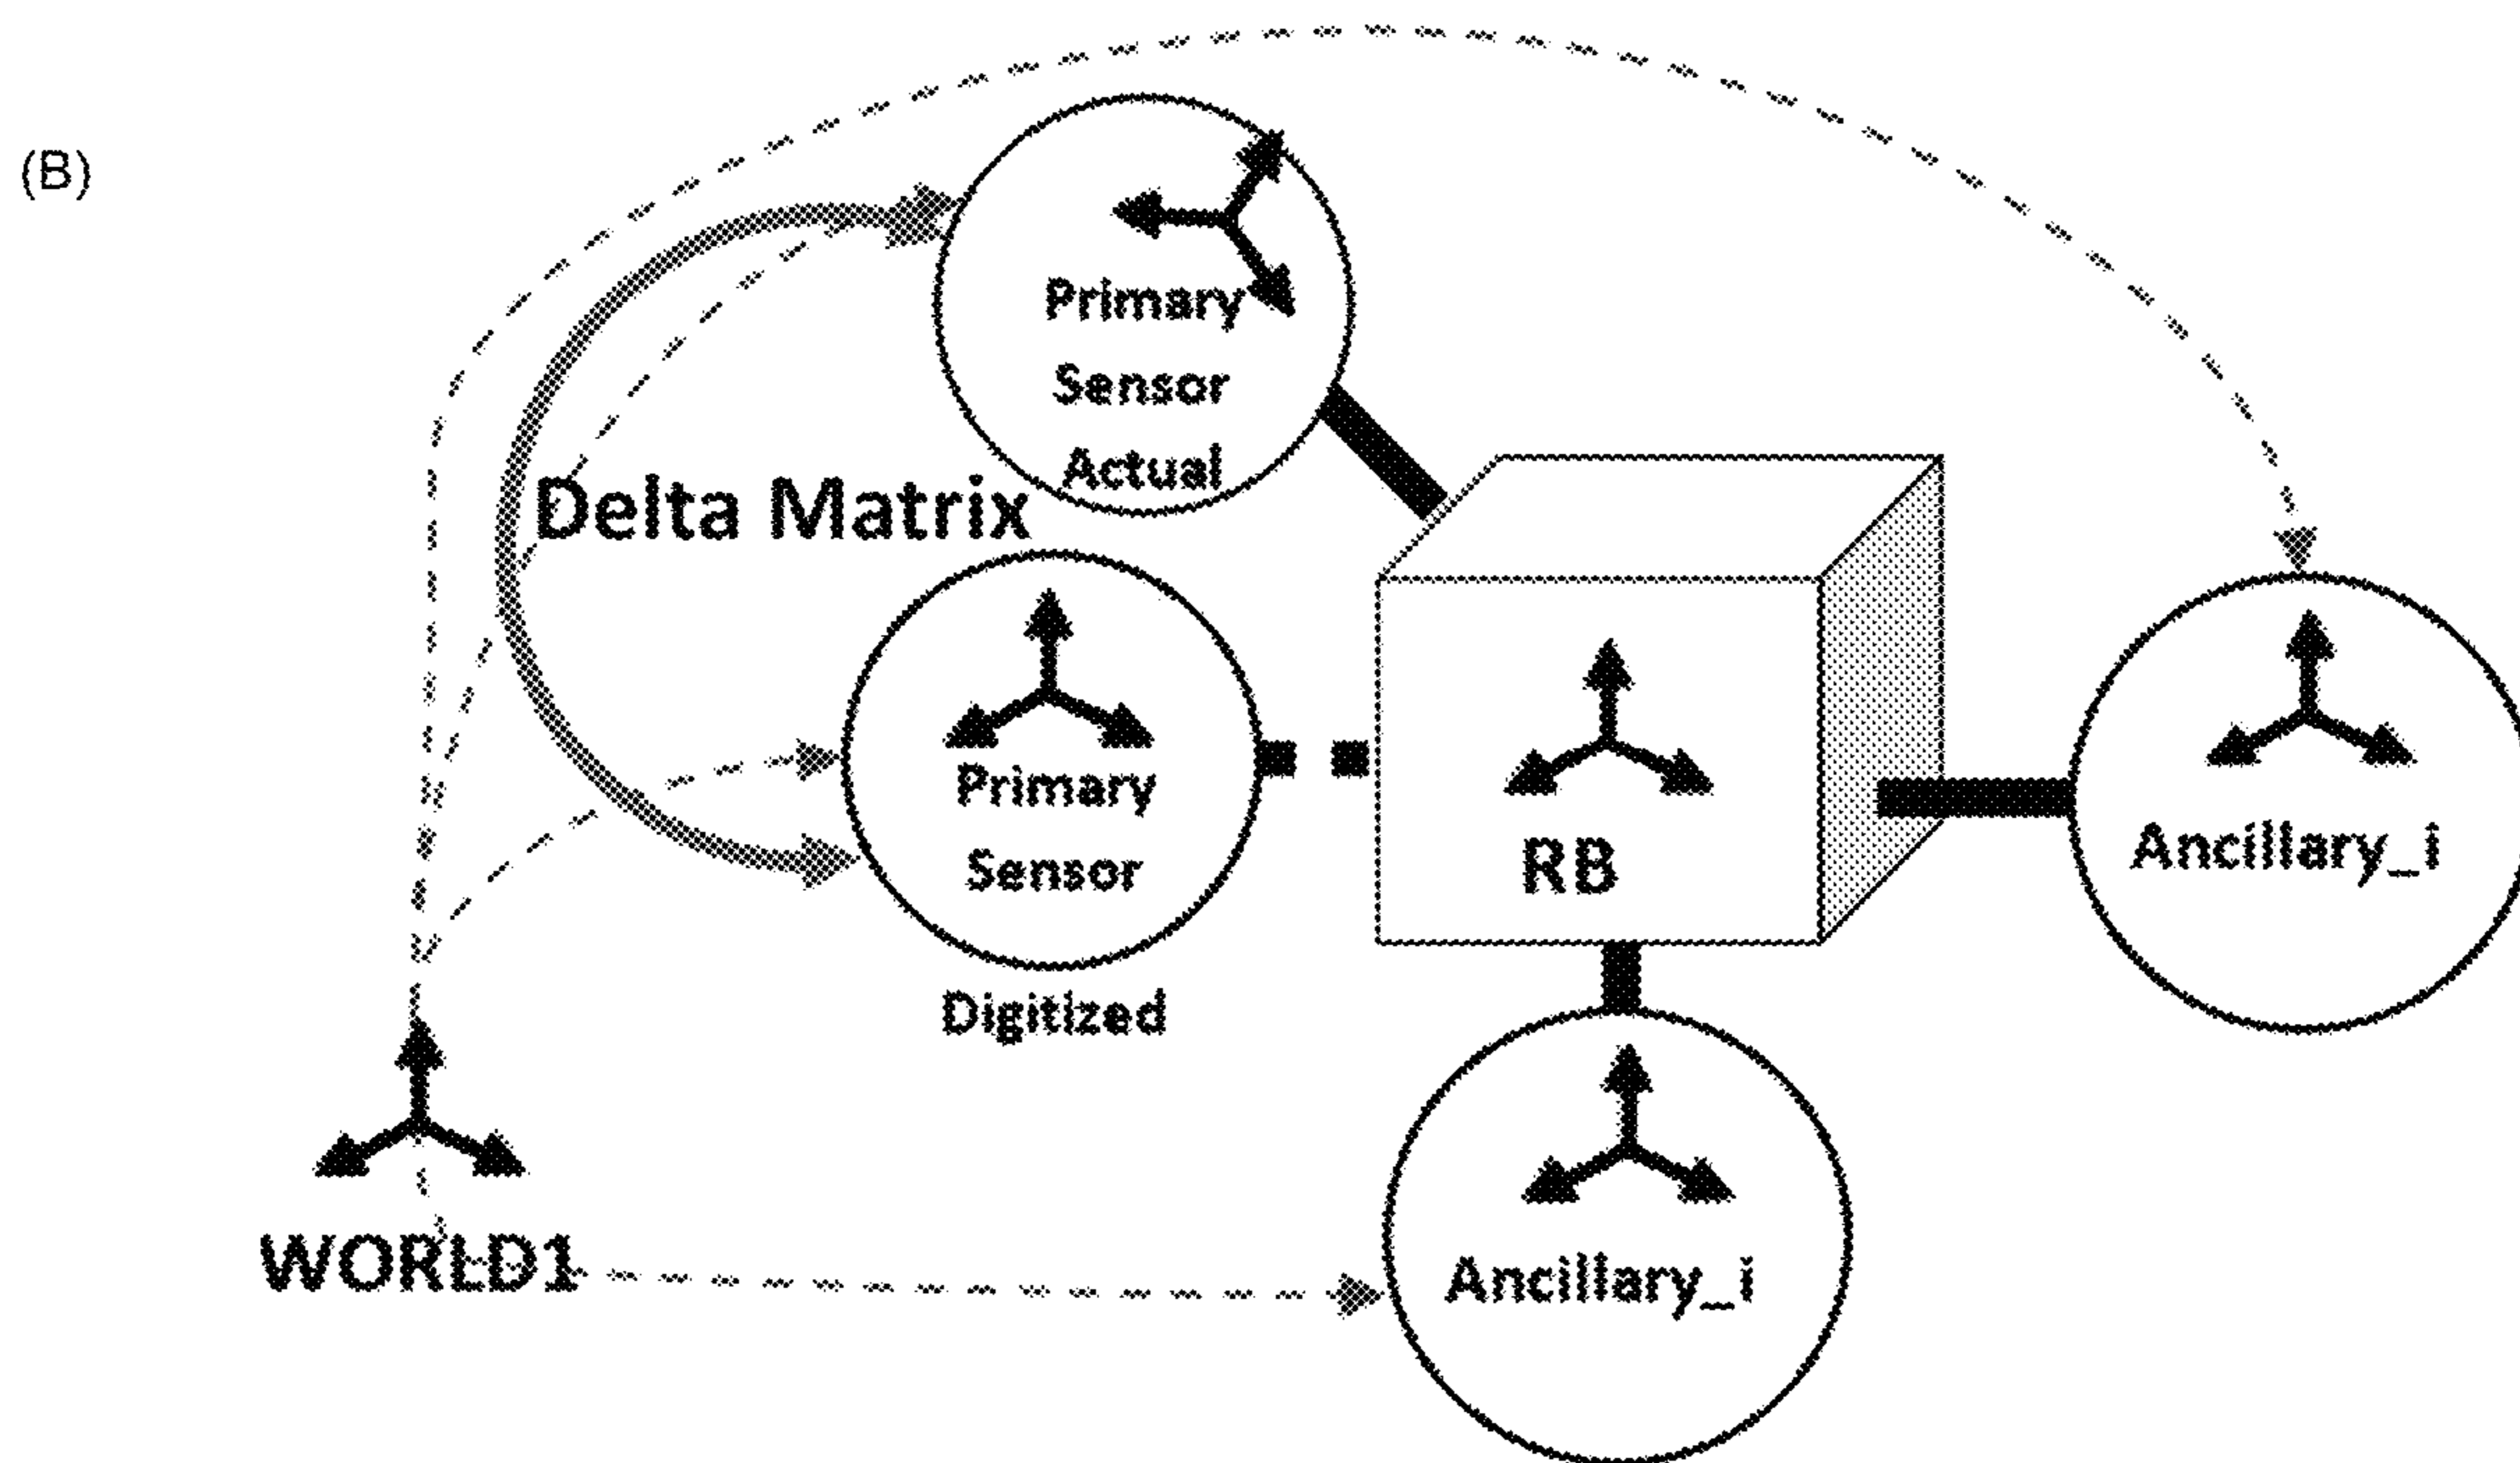 (B)
Primary
Sensor
Actual
Delta Matrix
Primary
Sensor
Digitized
RB
Ancillary_i
WORLD1
Ancillary_i